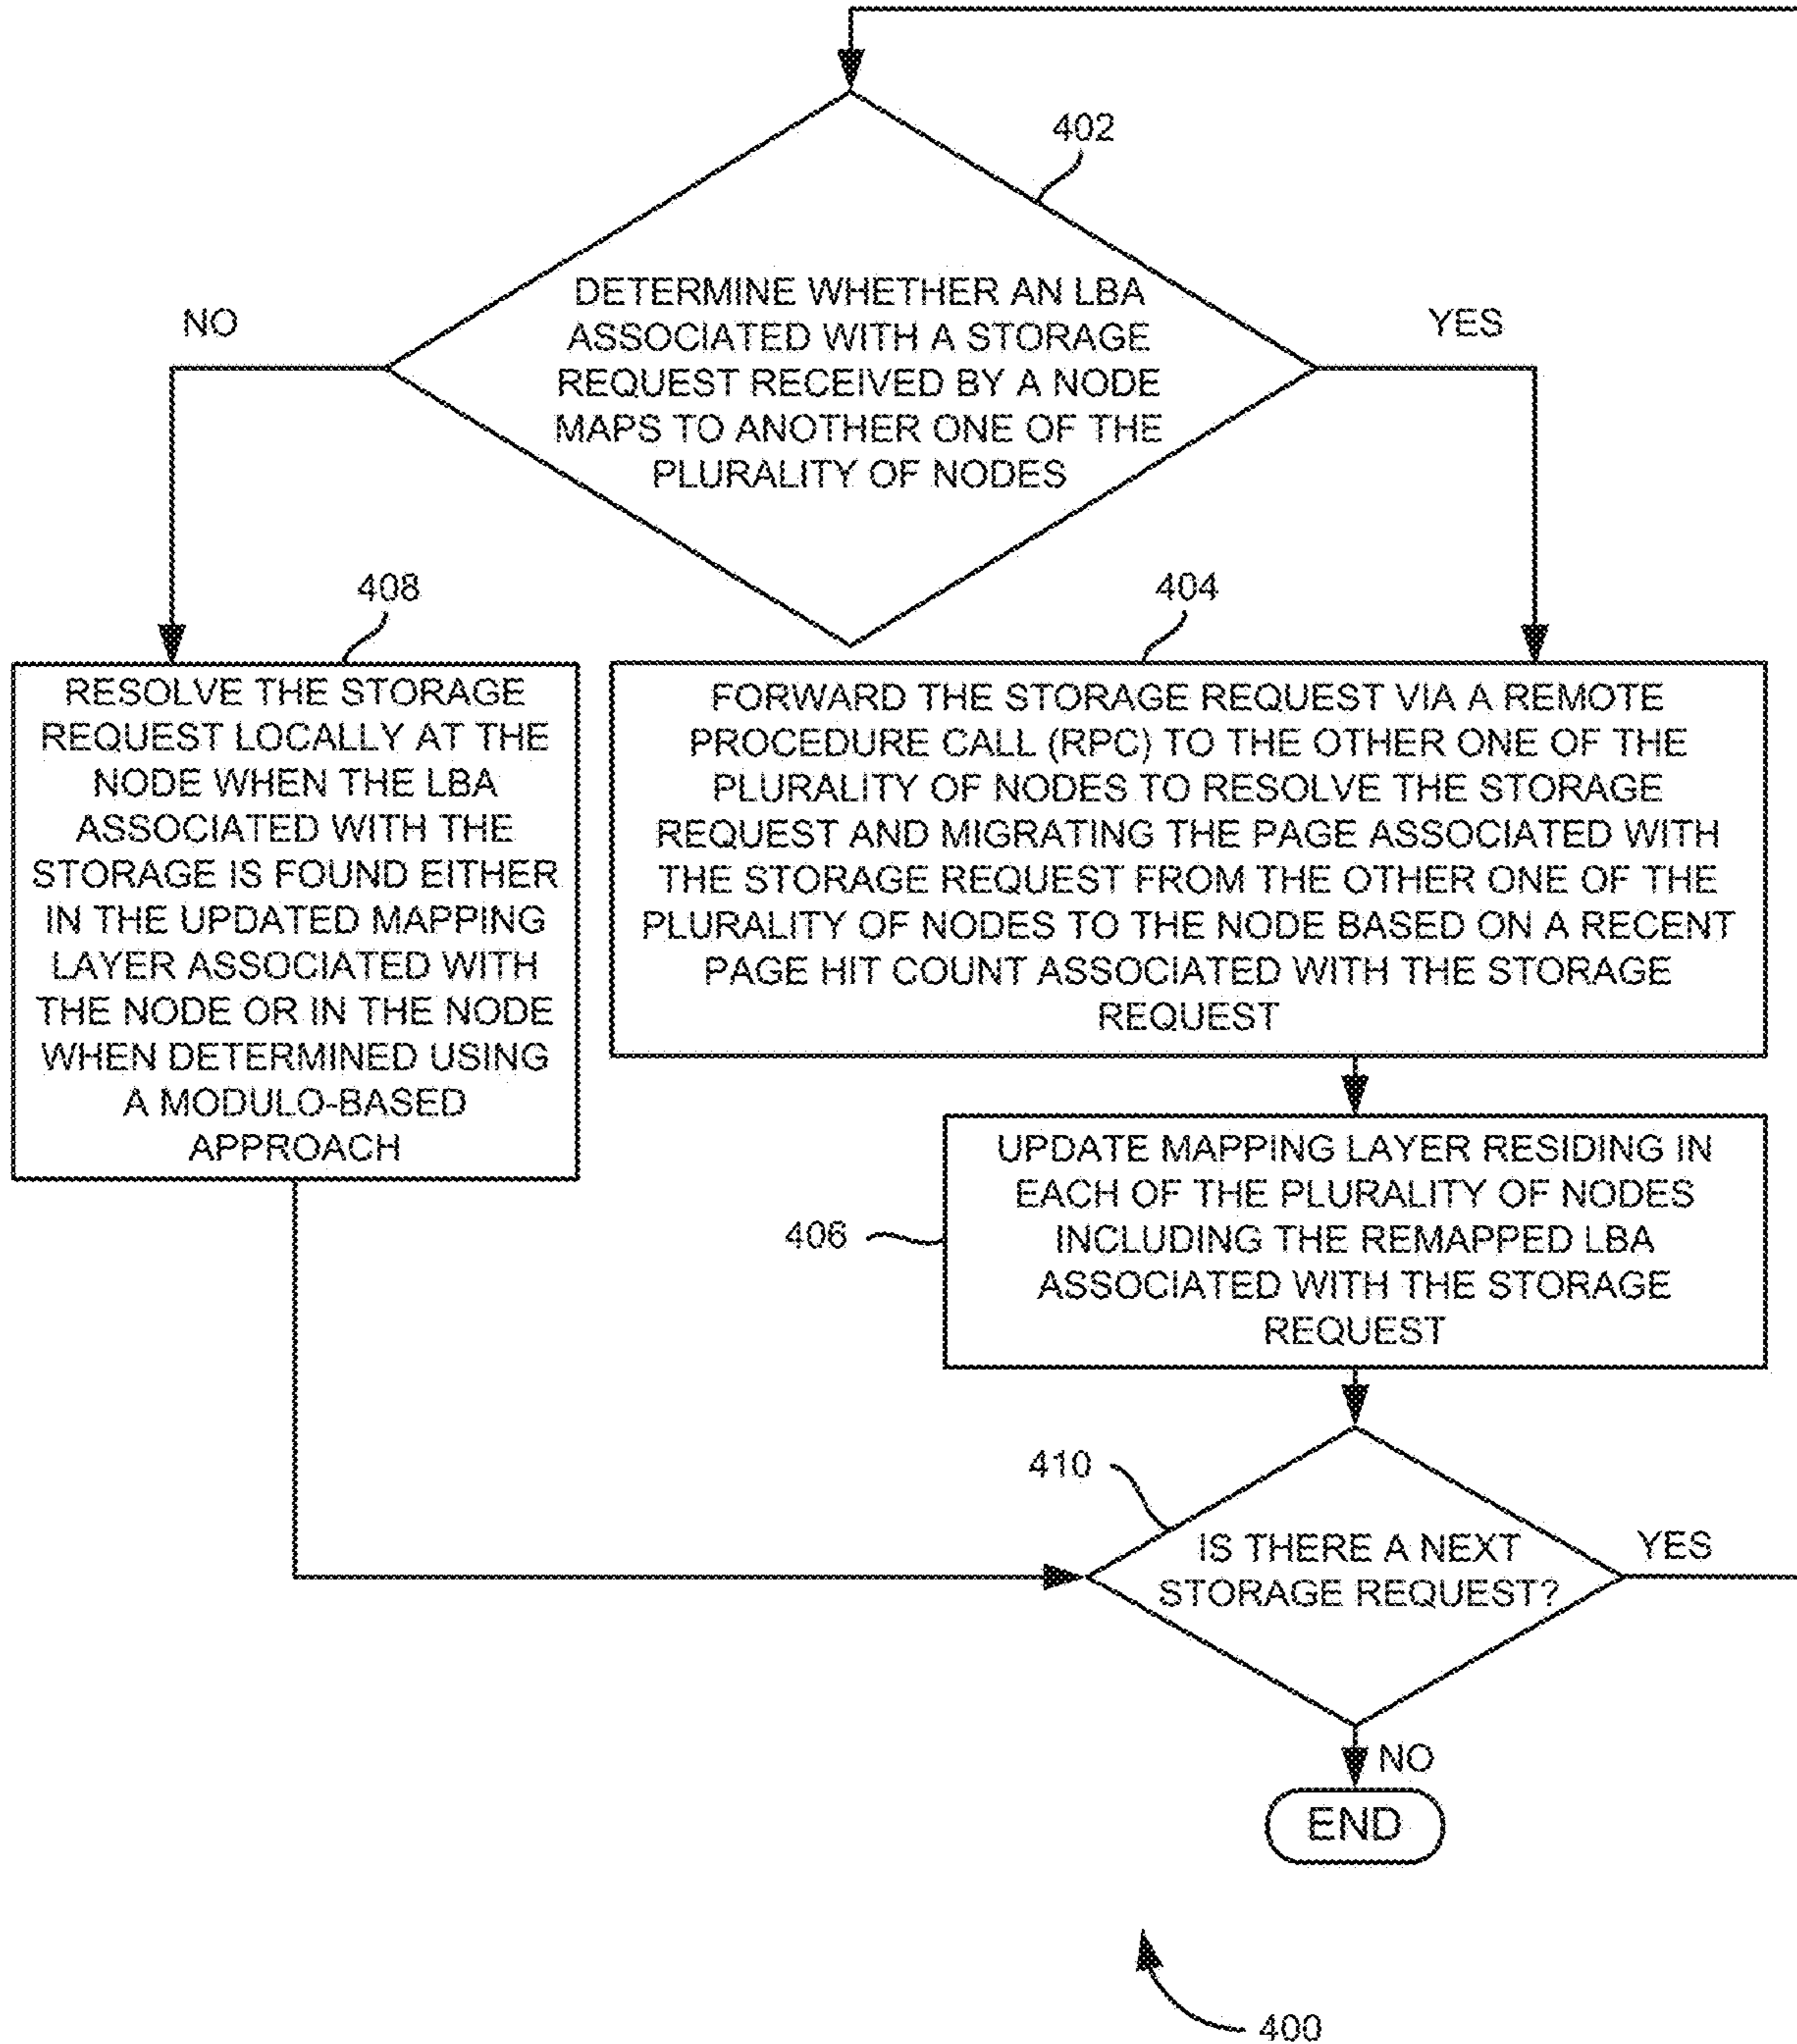 402
DETERMINE WHETHER AN LBA
ASSOCIATED WITH A STORAGE
REQUEST RECEIVED BY A NODE
MAPS TO ANOTHER ONE OF THE
PLURALITY OF NODES
NO
YES
408
RESOLVE THE STORAGE
REQUEST LOCALLY AT THE
NODE WHEN THE LBA
ASSOCIATED WITH THE
STORAGE IS FOUND EITHER
IN THE UPDATED MAPPING
LAYER ASSOCIATED WITH
THE NODE OR IN THE NODE
WHEN DETERMINED USING
A MODULO-BASED
APPROACH
404
FORWARD THE STORAGE REQUEST VIA A REMOTE
PROCEDURE CALL (RPC) TO THE OTHER ONE OF THE
PLURALITY OF NODES TO RESOLVE THE STORAGE
REQUEST AND MIGRATING THE PAGE ASSOCIATED WITH
THE STORAGE REQUEST FROM THE OTHER ONE OF THE
PLURALITY OF NODES TO THE NODE BASED ON A RECENT
PAGE HIT COUNT ASSOCIATED WITH THE STORAGE
REQUEST
406
UPDATE MAPPING LAYER RESIDING IN
EACH OF THE PLURALITY OF NODES
INCLUDING THE REMAPPED LBA
ASSOCIATED WITH THE STORAGE
REQUEST
410
IS THERE A NEXT
STORAGE REQUEST?
YES
NO
END
400